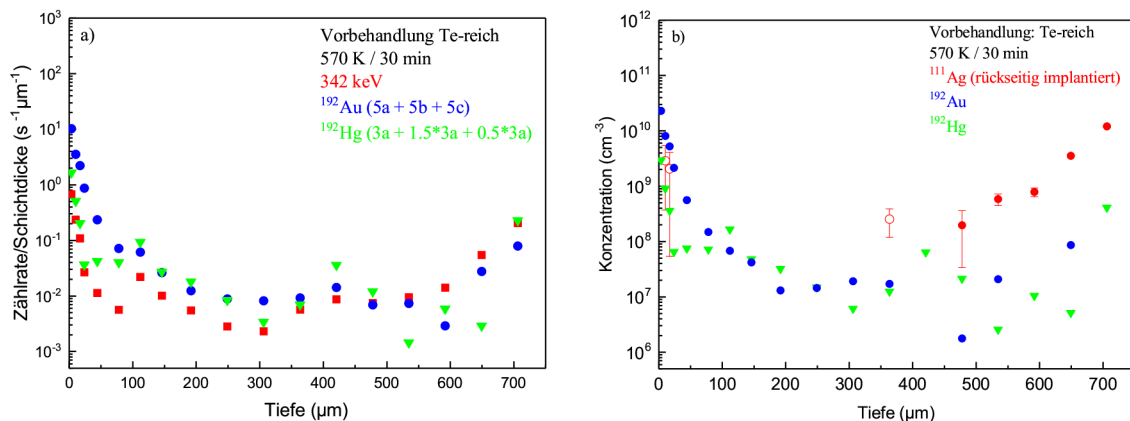 a)
Vorbehandlung Te-reich
570 K / 30 min
342 keV
¹⁹²Au (5a + 5b + 5c)
¹⁹²Hg (3a + 1.5*3a + 0.5*3a)
Zählrate/Schichtdicke (s⁻¹μm⁻¹)
10⁴
10³
10²
10¹
10⁰
10⁻¹
10⁻²
10⁻³
0 100 200 300 400 500 600 700 800
Tiefe (μm)
b)
Vorbehandlung: Te-reich
570 K / 30 min
¹¹¹Ag (rückseitig implantiert)
¹⁹²Au
¹⁹²Hg
Konzentration (cm⁻³)
10¹²
10¹¹
10¹⁰
10⁹
10⁸
10⁷
10⁶
0 100 200 300 400 500 600 700
Tiefe (μm)